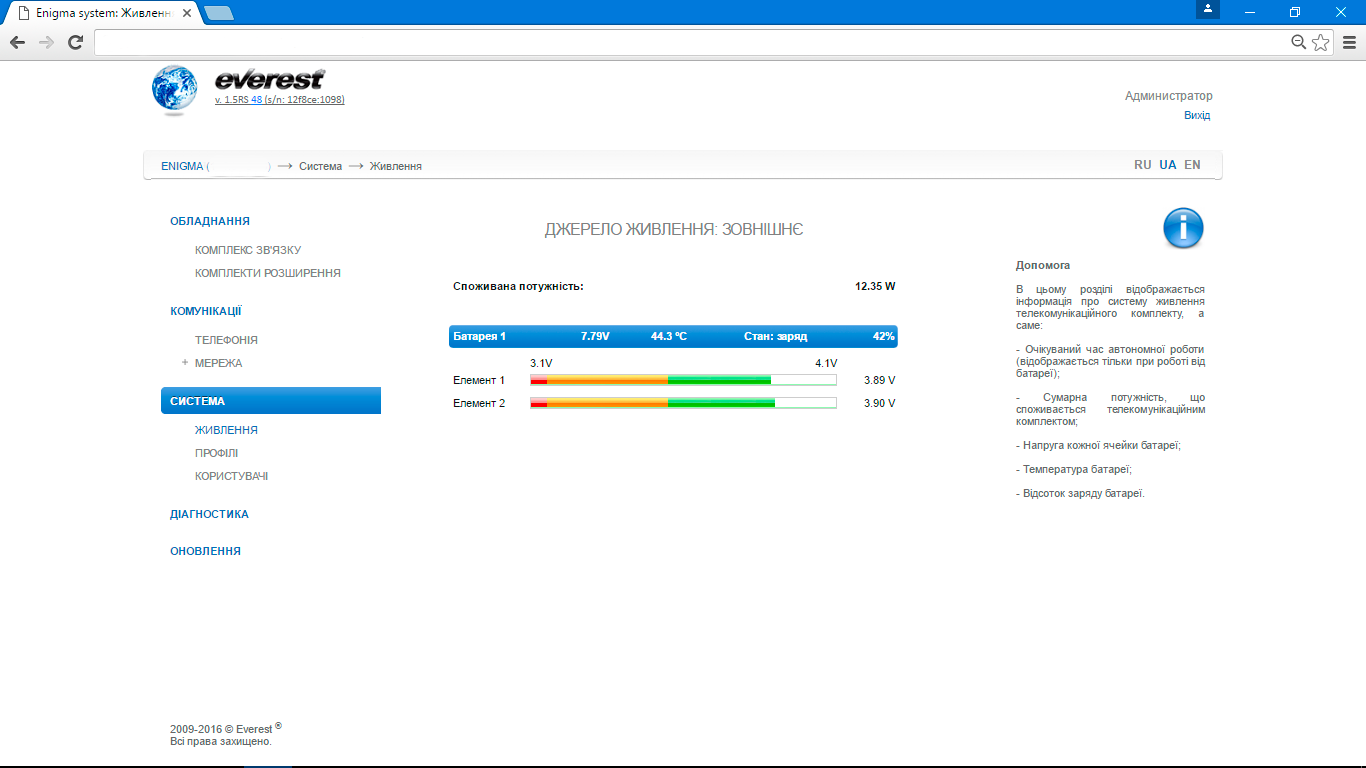 Enigma system: Живленн
everest
v. 1.5RS 48 (s/n: 12f8ce:1098)
Администратор
Вихід
ENIGMA ( ) → Система → Живлення
RU UA EN
ОБЛАДНАННЯ
КОМПЛЕКС ЗВ'ЯЗКУ
КОМПЛЕКТИ РОЗШИРЕННЯ
КОМУНІКАЦІЇ
ТЕЛЕФОНІЯ
+ МЕРЕЖА
СИСТЕМА
ЖИВЛЕННЯ
ПРОФІЛІ
КОРИСТУВАЧІ
ДІАГНОСТИКА
ОНОВЛЕННЯ
ДЖЕРЕЛО ЖИВЛЕННЯ: ЗОВНІШНЄ
Споживана потужність: 12.35 W
Батарея 1 7.79V 44.3 °C Стан: заряд 42%
3.1V 4.1V
Елемент 1 3.89 V
Елемент 2 3.90 V
Допомога
В цьому розділі відображається
інформація про систему живлення
телекомунікаційного комплекту, а
саме:
- Очікуваний час автономної роботи
(відображається тільки при роботі від
батареї);
- Сумарна потужність, що
споживається телекомунікаційним
комплектом;
- Напруга кожної ячейки батареї;
- Температура батареї;
- Відсоток заряду батареї.
2009-2016 © Everest ®
Всі права захищено.